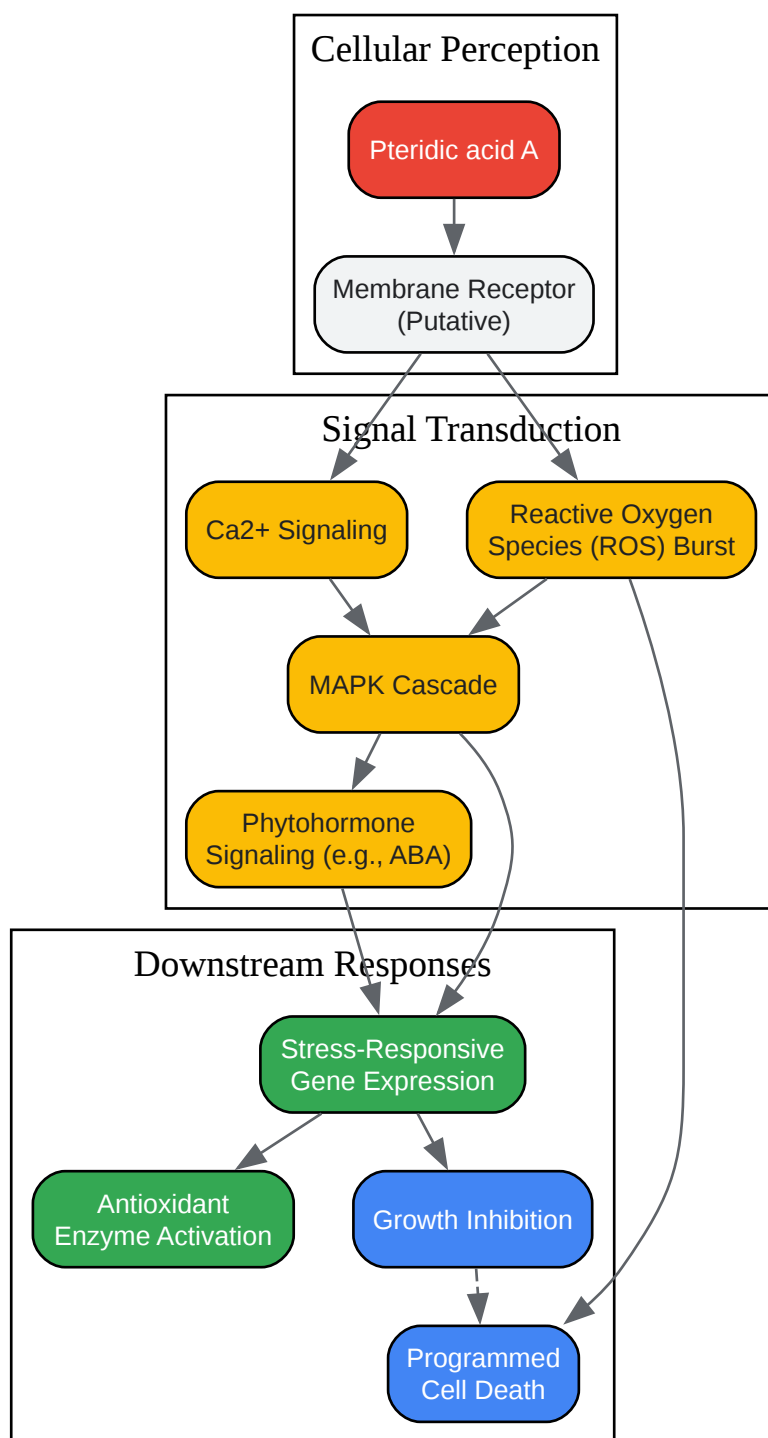 Cellular Perception
Pteridic acid A
Membrane Receptor
(Putative)
Signal Transduction
Ca2+ Signaling
Reactive Oxygen
Species (ROS) Burst
MAPK Cascade
Phytohormone
Signaling (e.g., ABA)
Downstream Responses
Stress-Responsive
Gene Expression
Antioxidant
Enzyme Activation
Growth Inhibition
Programmed
Cell Death